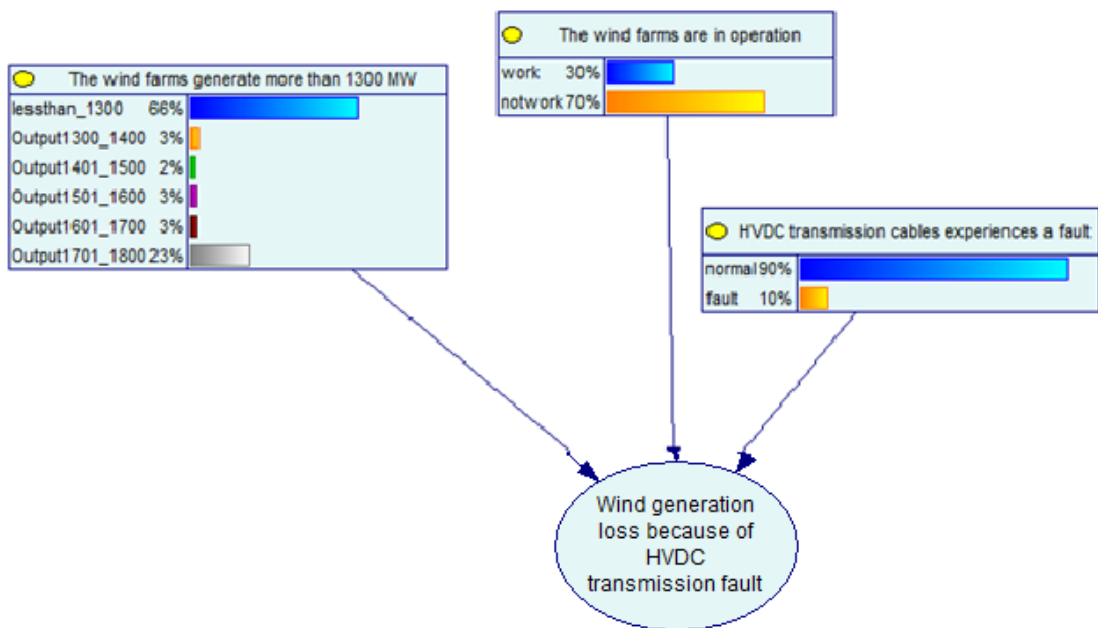 The wind farms are in operation
work 30%
notwork 70%
The wind farms generate more than 1300 MW
lessthan_1300 66%
Output1300_1400 3%
Output1401_1500 2%
Output1501_1600 3%
Output1601_1700 3%
Output1701_1800 23%
HVDC transmission cables experiences a fault
normal 90%
fault 10%
Wind generation
loss because of
HVDC
transmission fault